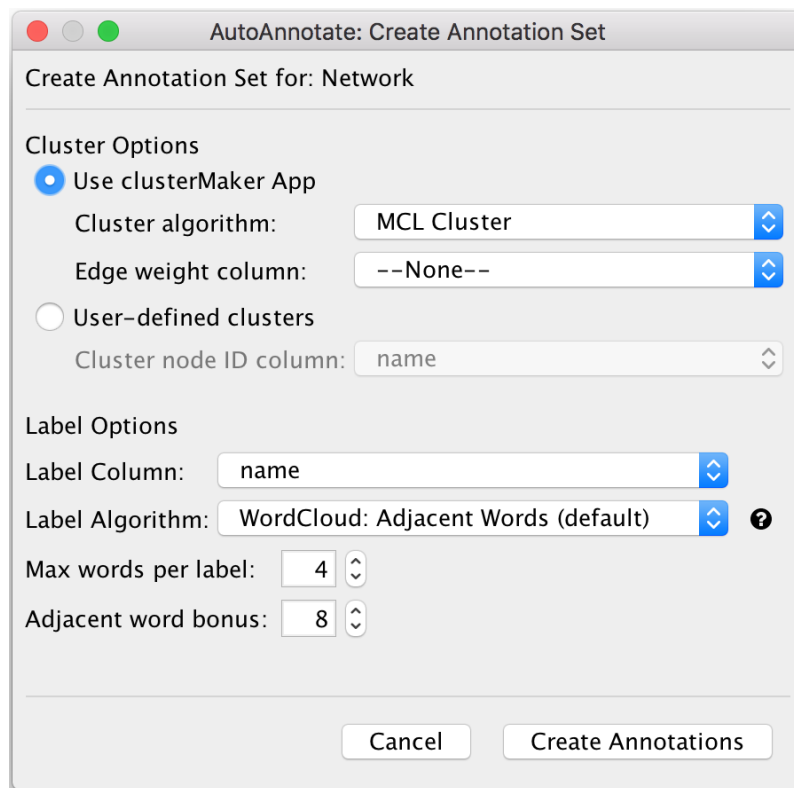 AutoAnnotate: Create Annotation Set
Create Annotation Set for: Network
Cluster Options
Use clusterMaker App
Cluster algorithm: MCL Cluster
Edge weight column: --None--
User-defined clusters
Cluster node ID column: name
Label Options
Label Column: name
Label Algorithm: WordCloud: Adjacent Words (default) ?
Max words per label: 4
Adjacent word bonus: 8
Cancel Create Annotations